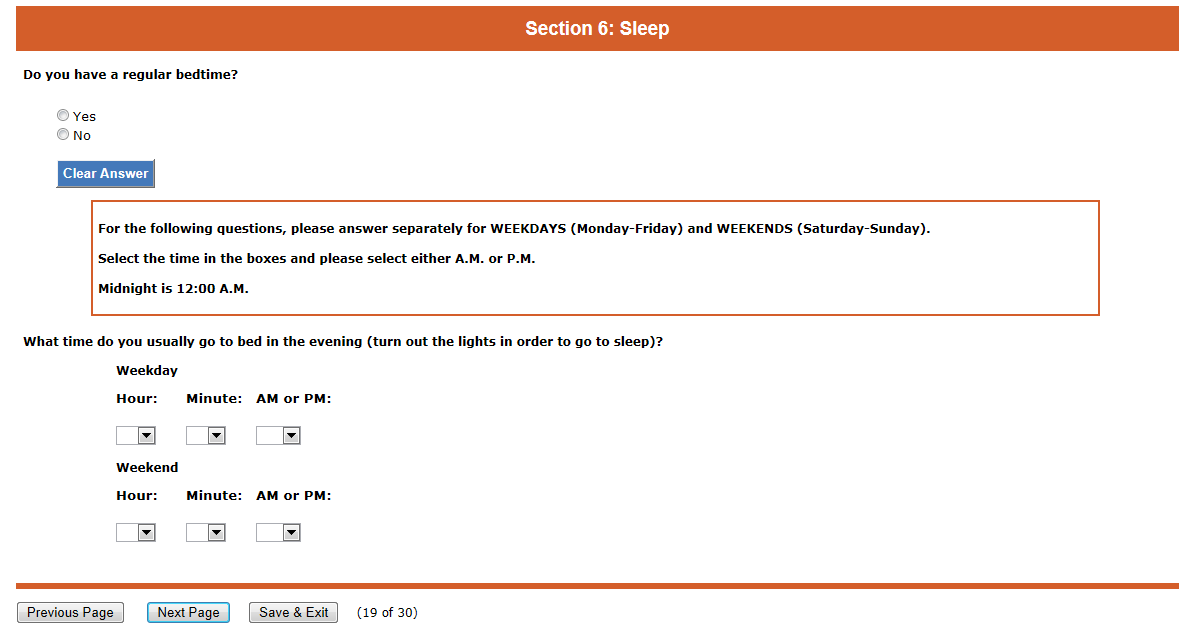 Section 6: Sleep
Do you have a regular bedtime?
Yes
No
Clear Answer
For the following questions, please answer separately for WEEKDAYS (Monday-Friday) and WEEKENDS (Saturday-Sunday).
Select the time in the boxes and please select either A.M. or P.M.
Midnight is 12:00 A.M.
What time do you usually go to bed in the evening (turn out the lights in order to go to sleep)?
Weekday
Hour: Minute: AM or PM:
Weekend
Hour: Minute: AM or PM:
Previous Page Next Page Save & Exit (19 of 30)